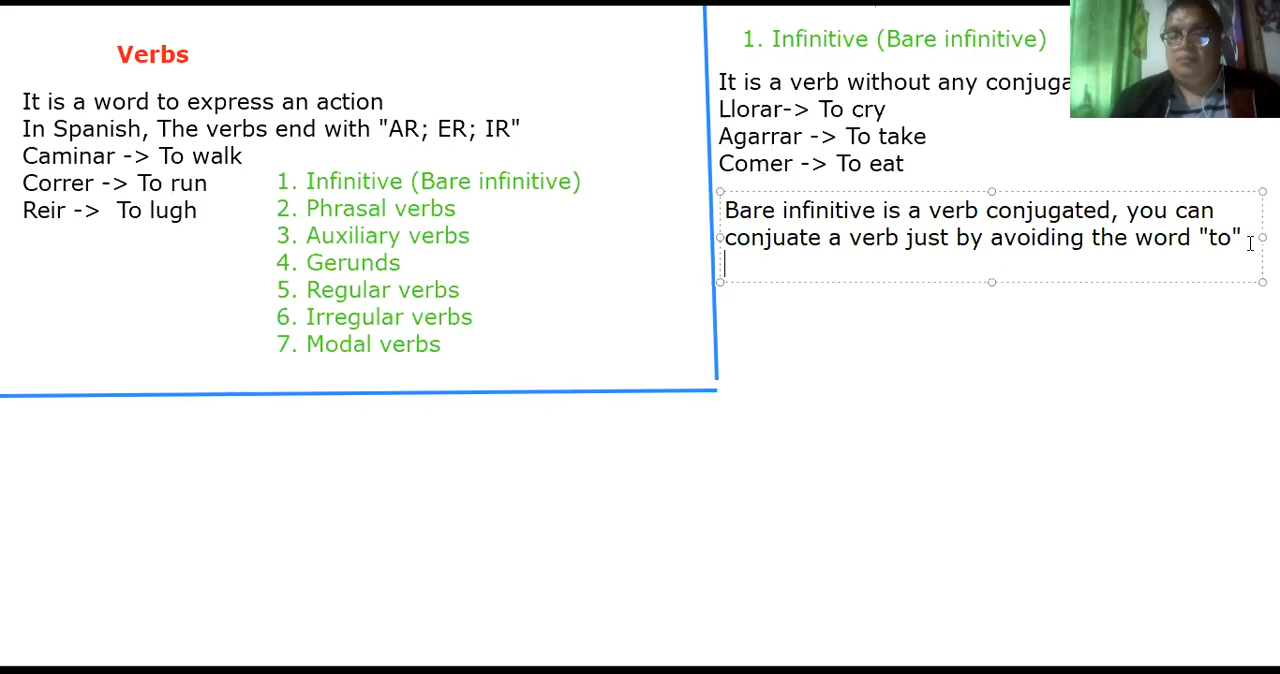 Verbs
It is a word to express an action
In Spanish, The verbs end with "AR; ER; IR"
Caminar -> To walk
Correr -> To run
Reir -> To lugh
1. Infinitive (Bare infinitive)
2. Phrasal verbs
3. Auxiliary verbs
4. Gerunds
5. Regular verbs
6. Irregular verbs
7. Modal verbs
1. Infinitive (Bare infinitive)
It is a verb without any conjuga
Llorar-> To cry
Agarrar -> To take
Comer -> To eat
Bare infinitive is a verb conjugated, you can
conjuate a verb just by avoiding the word "to"